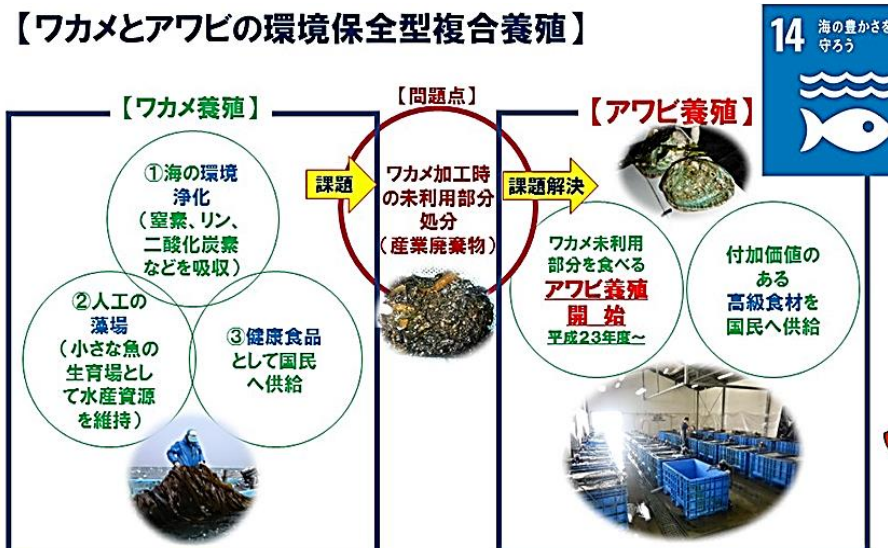 【ワカメとアワビの環境保全型複合養殖】
14 海の豊かさを
守ろう
【ワカメ養殖】
①海の環境
浄化
(窒素、リン、
二酸化炭素
などを吸収)
②人工の
藻場
(小さな魚の
生育場とし
て水産資源
を維持)
③健康食品
として国民
へ供給
課題
【問題点】
ワカメ加工時
の未利用部分
処分
(産業廃棄物)
課題解決
【アワビ養殖】
ワカメ未利用
部分を食べる
アワビ養殖
開 始
平成23年度~
付加価値の
ある
高級食材を
国民へ供給